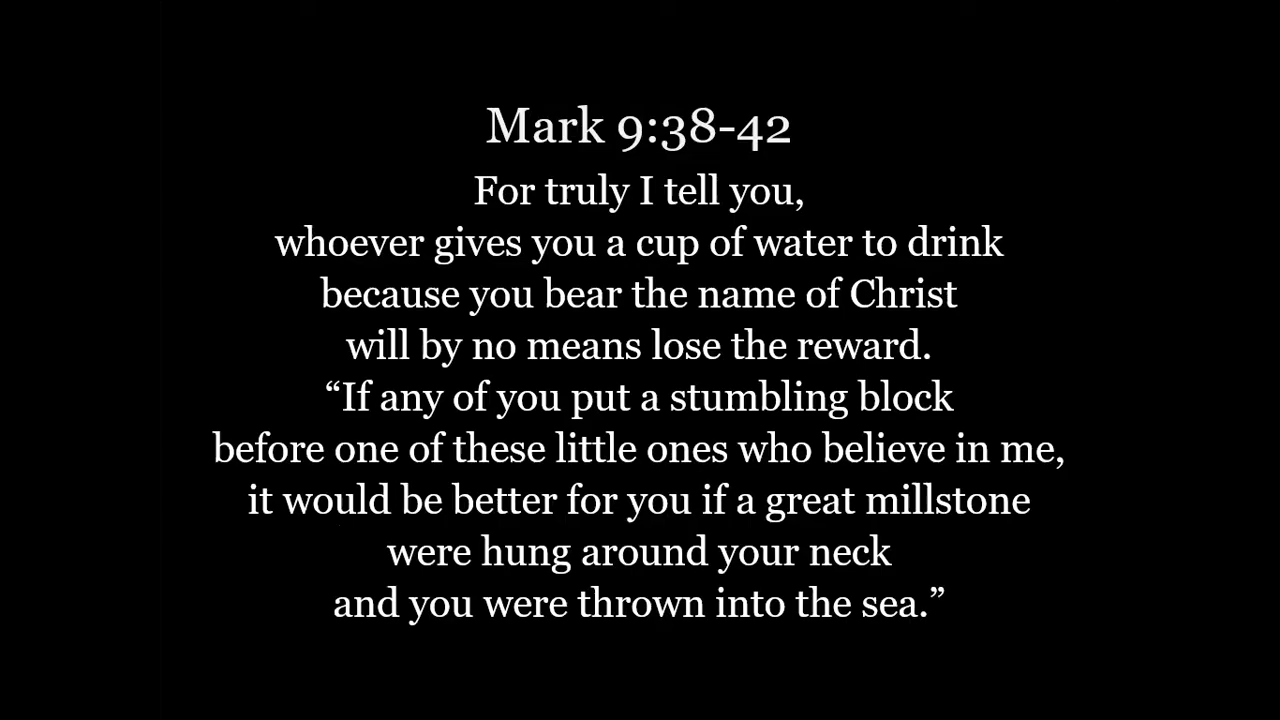 Mark 9:38-42
For truly I tell you,
whoever gives you a cup of water to drink
because you bear the name of Christ
will by no means lose the reward.
“If any of you put a stumbling block
before one of these little ones who believe in me,
it would be better for you if a great millstone
were hung around your neck
and you were thrown into the sea.”